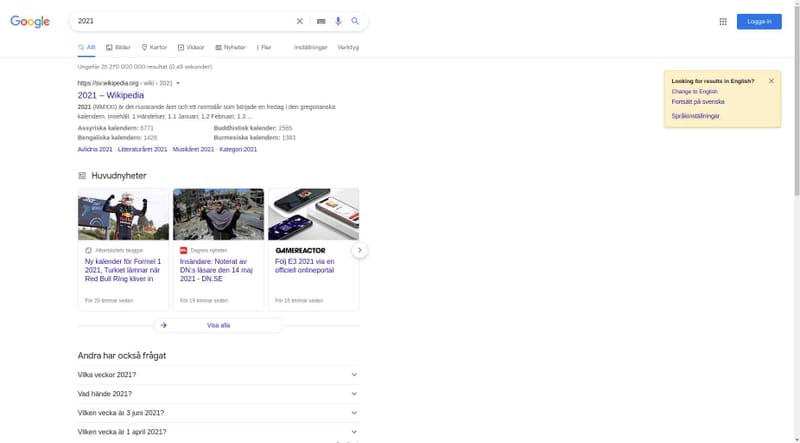 Google
2021
Logga in
Allt
Bilder
Kartor
Videor
Nyheter
Fler
Inställningar
Verktyg
Ungefär 25 270 000 000 resultat (0,48 sekunder)
https://sv.wikipedia.org › wiki › 2021
2021 – Wikipedia
2021 (MMXXI) är det nuvarande året och ett normalår som började en fredag i den gregorianska
kalendern. Innehåll. 1 Händelser. 1.1 Januari; 1.2 Februari; 1.3 ...
Assyriska kalendern: 6771
Buddhistisk kalender: 2565
Bengaliska kalendern: 1428
Burmesiska kalendern: 1383
Avlidna 2021 · Litteraturåret 2021 · Musikåret 2021 · Kategori:2021
Looking for results in English?
Change to English
Fortsätt på svenska
Språkinställningar
Huvudnyheter
Aftonbladets bloggar
Ny kalender för Formel 1
2021, Turkiet lämnar när
Red Bull RIng kliver in
För 20 timmar sedan
Dagens nyheter
Insändare: Noterat av
DN:s läsare den 14 maj
2021 - DN.SE
För 19 timmar sedan
GAMEREACTOR
Följ E3 2021 via en
officiell onlineportal
För 16 timmar sedan
Visa alla
Andra har också frågat
Vilka veckor 2021?
Vad hände 2021?
Vilken vecka är 3 juni 2021?
Vilken vecka är 1 april 2021?